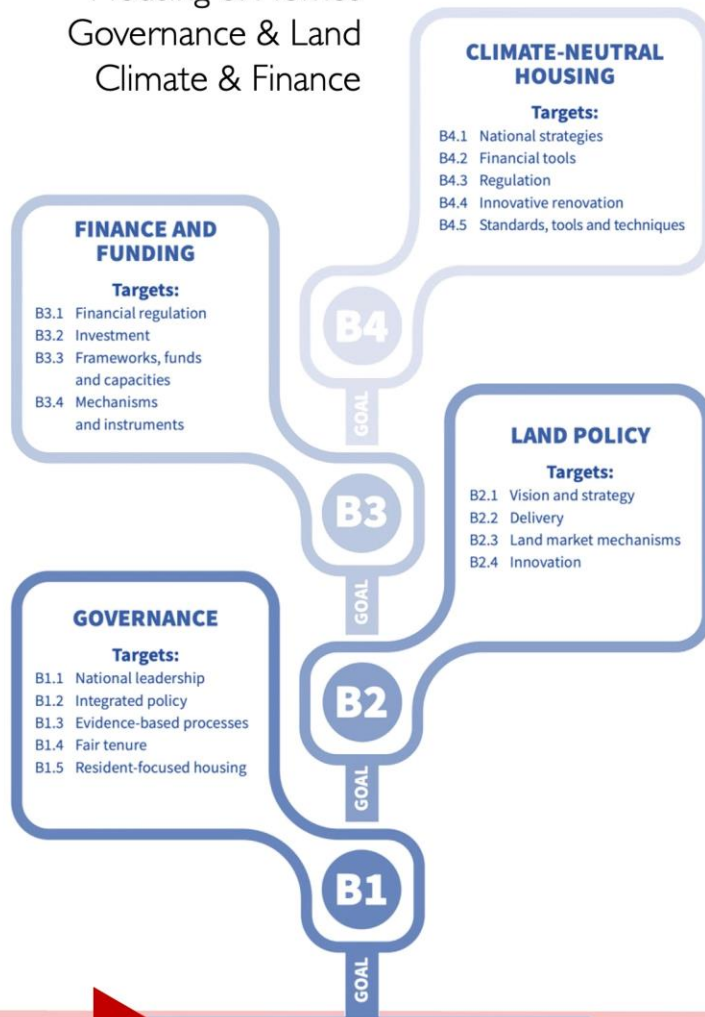 Governance & Land
Climate & Finance
CLIMATE-NEUTRAL
HOUSING
Targets:
B4.1 National strategies
B4.2 Financial tools
B4.3 Regulation
B4.4 Innovative renovation
B4.5 Standards, tools and techniques
B4
GOAL
FINANCE AND
FUNDING
Targets:
B3.1 Financial regulation
B3.2 Investment
B3.3 Frameworks, funds
and capacities
B3.4 Mechanisms
and instruments
B3
GOAL
LAND POLICY
Targets:
B2.1 Vision and strategy
B2.2 Delivery
B2.3 Land market mechanisms
B2.4 Innovation
B2
GOAL
GOVERNANCE
Targets:
B1.1 National leadership
B1.2 Integrated policy
B1.3 Evidence-based processes
B1.4 Fair tenure
B1.5 Resident-focused housing
B1
GOAL